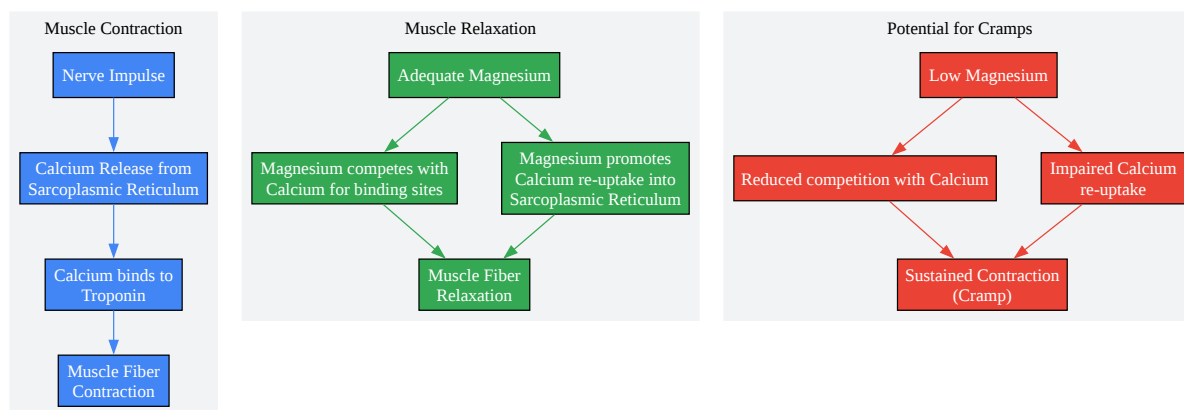 Muscle Contraction
Nerve Impulse
Calcium Release from
Sarcoplasmic Reticulum
Calcium binds to
Troponin
Muscle Fiber
Contraction
Muscle Relaxation
Adequate Magnesium
Magnesium competes with
Calcium for binding sites
Magnesium promotes
Calcium re-uptake into
Sarcoplasmic Reticulum
Muscle Fiber
Relaxation
Potential for Cramps
Low Magnesium
Reduced competition with Calcium
Impaired Calcium
re-uptake
Sustained Contraction
(Cramp)